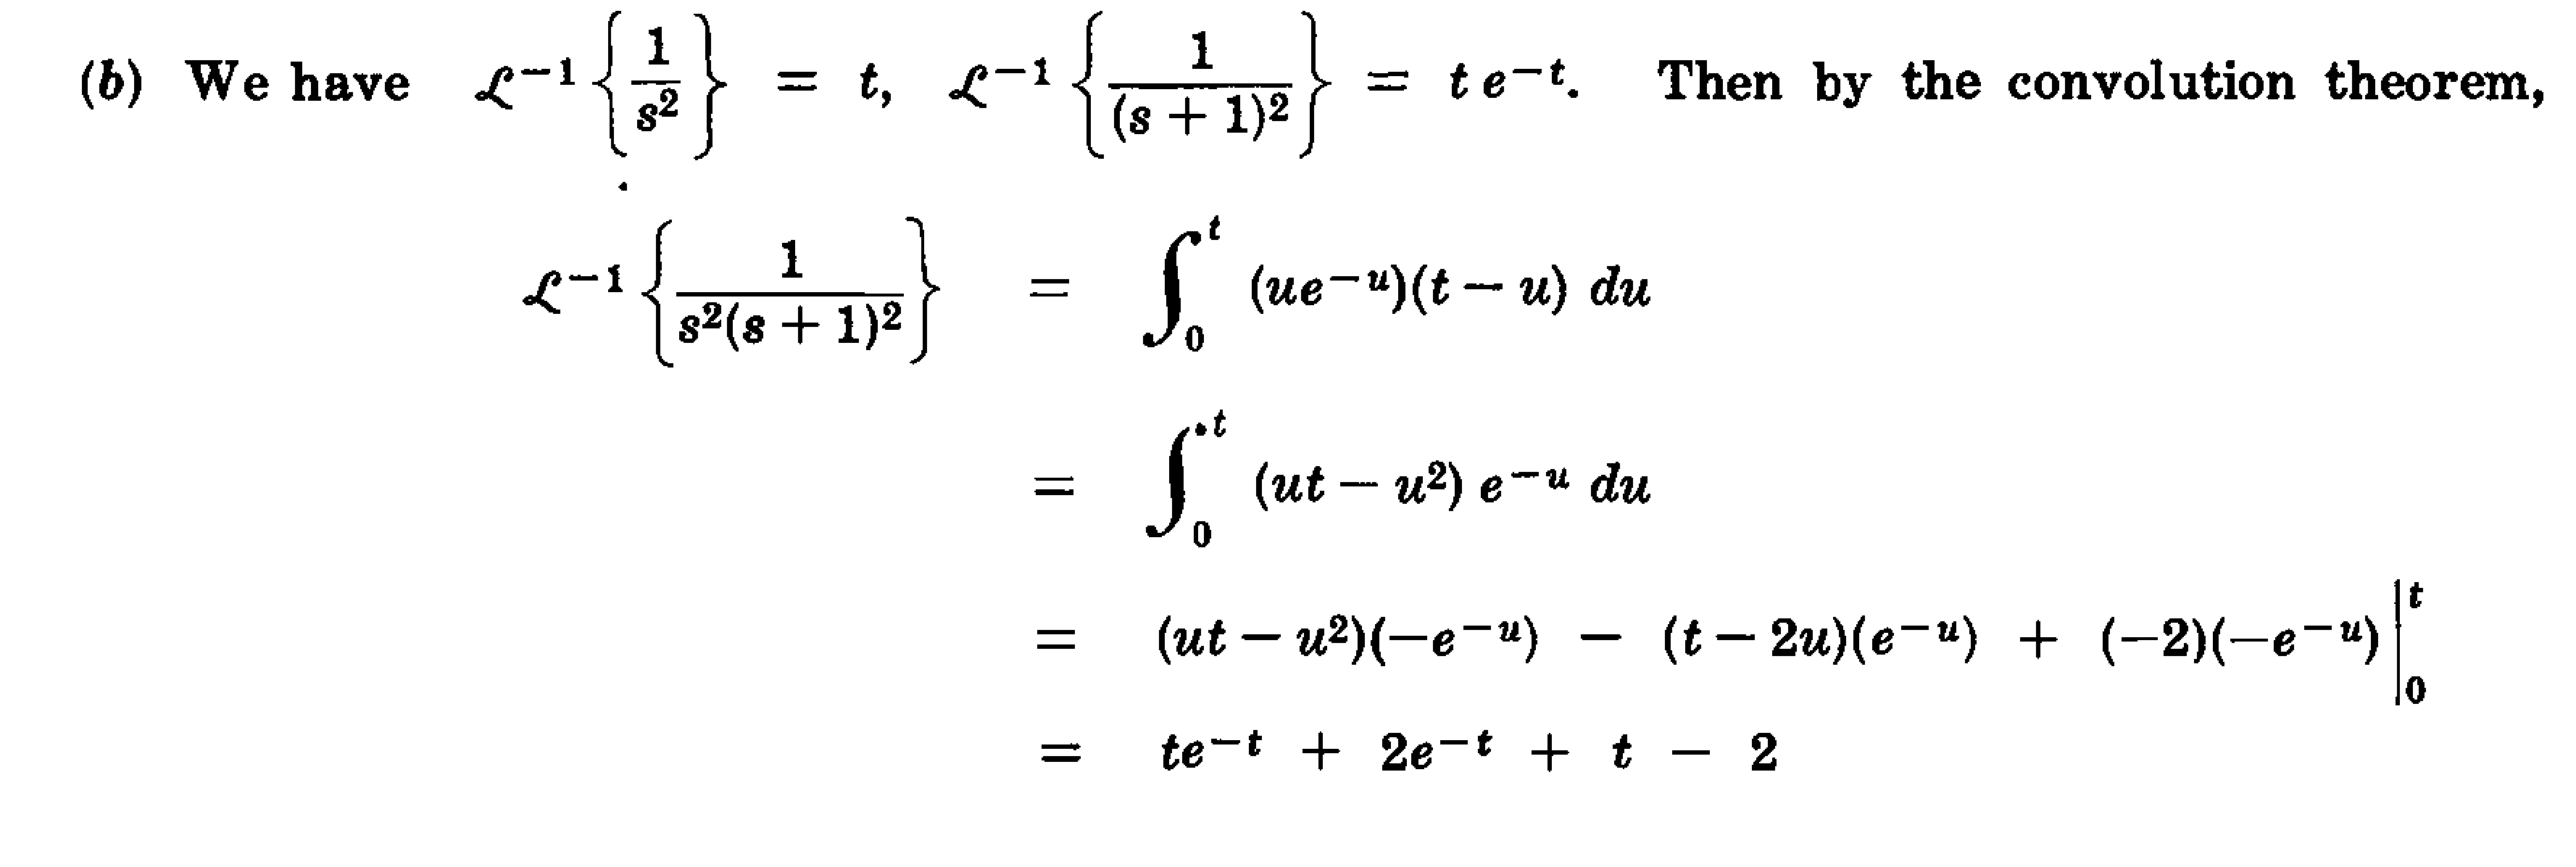 (b) We have ℒ⁻¹{1/s²} = t, ℒ⁻¹{1/(s + 1)²} = t e⁻ᵗ. Then by the convolution theorem,
ℒ⁻¹{1/(s²(s + 1)²)} = ∫₀ᵗ (ue⁻ᵘ)(t − u) du
= ∫₀ᵗ (ut − u²) e⁻ᵘ du
= (ut − u²)(−e⁻ᵘ) − (t − 2u)(e⁻ᵘ) + (−2)(−e⁻ᵘ)|₀ᵗ
= te⁻ᵗ + 2e⁻ᵗ + t − 2